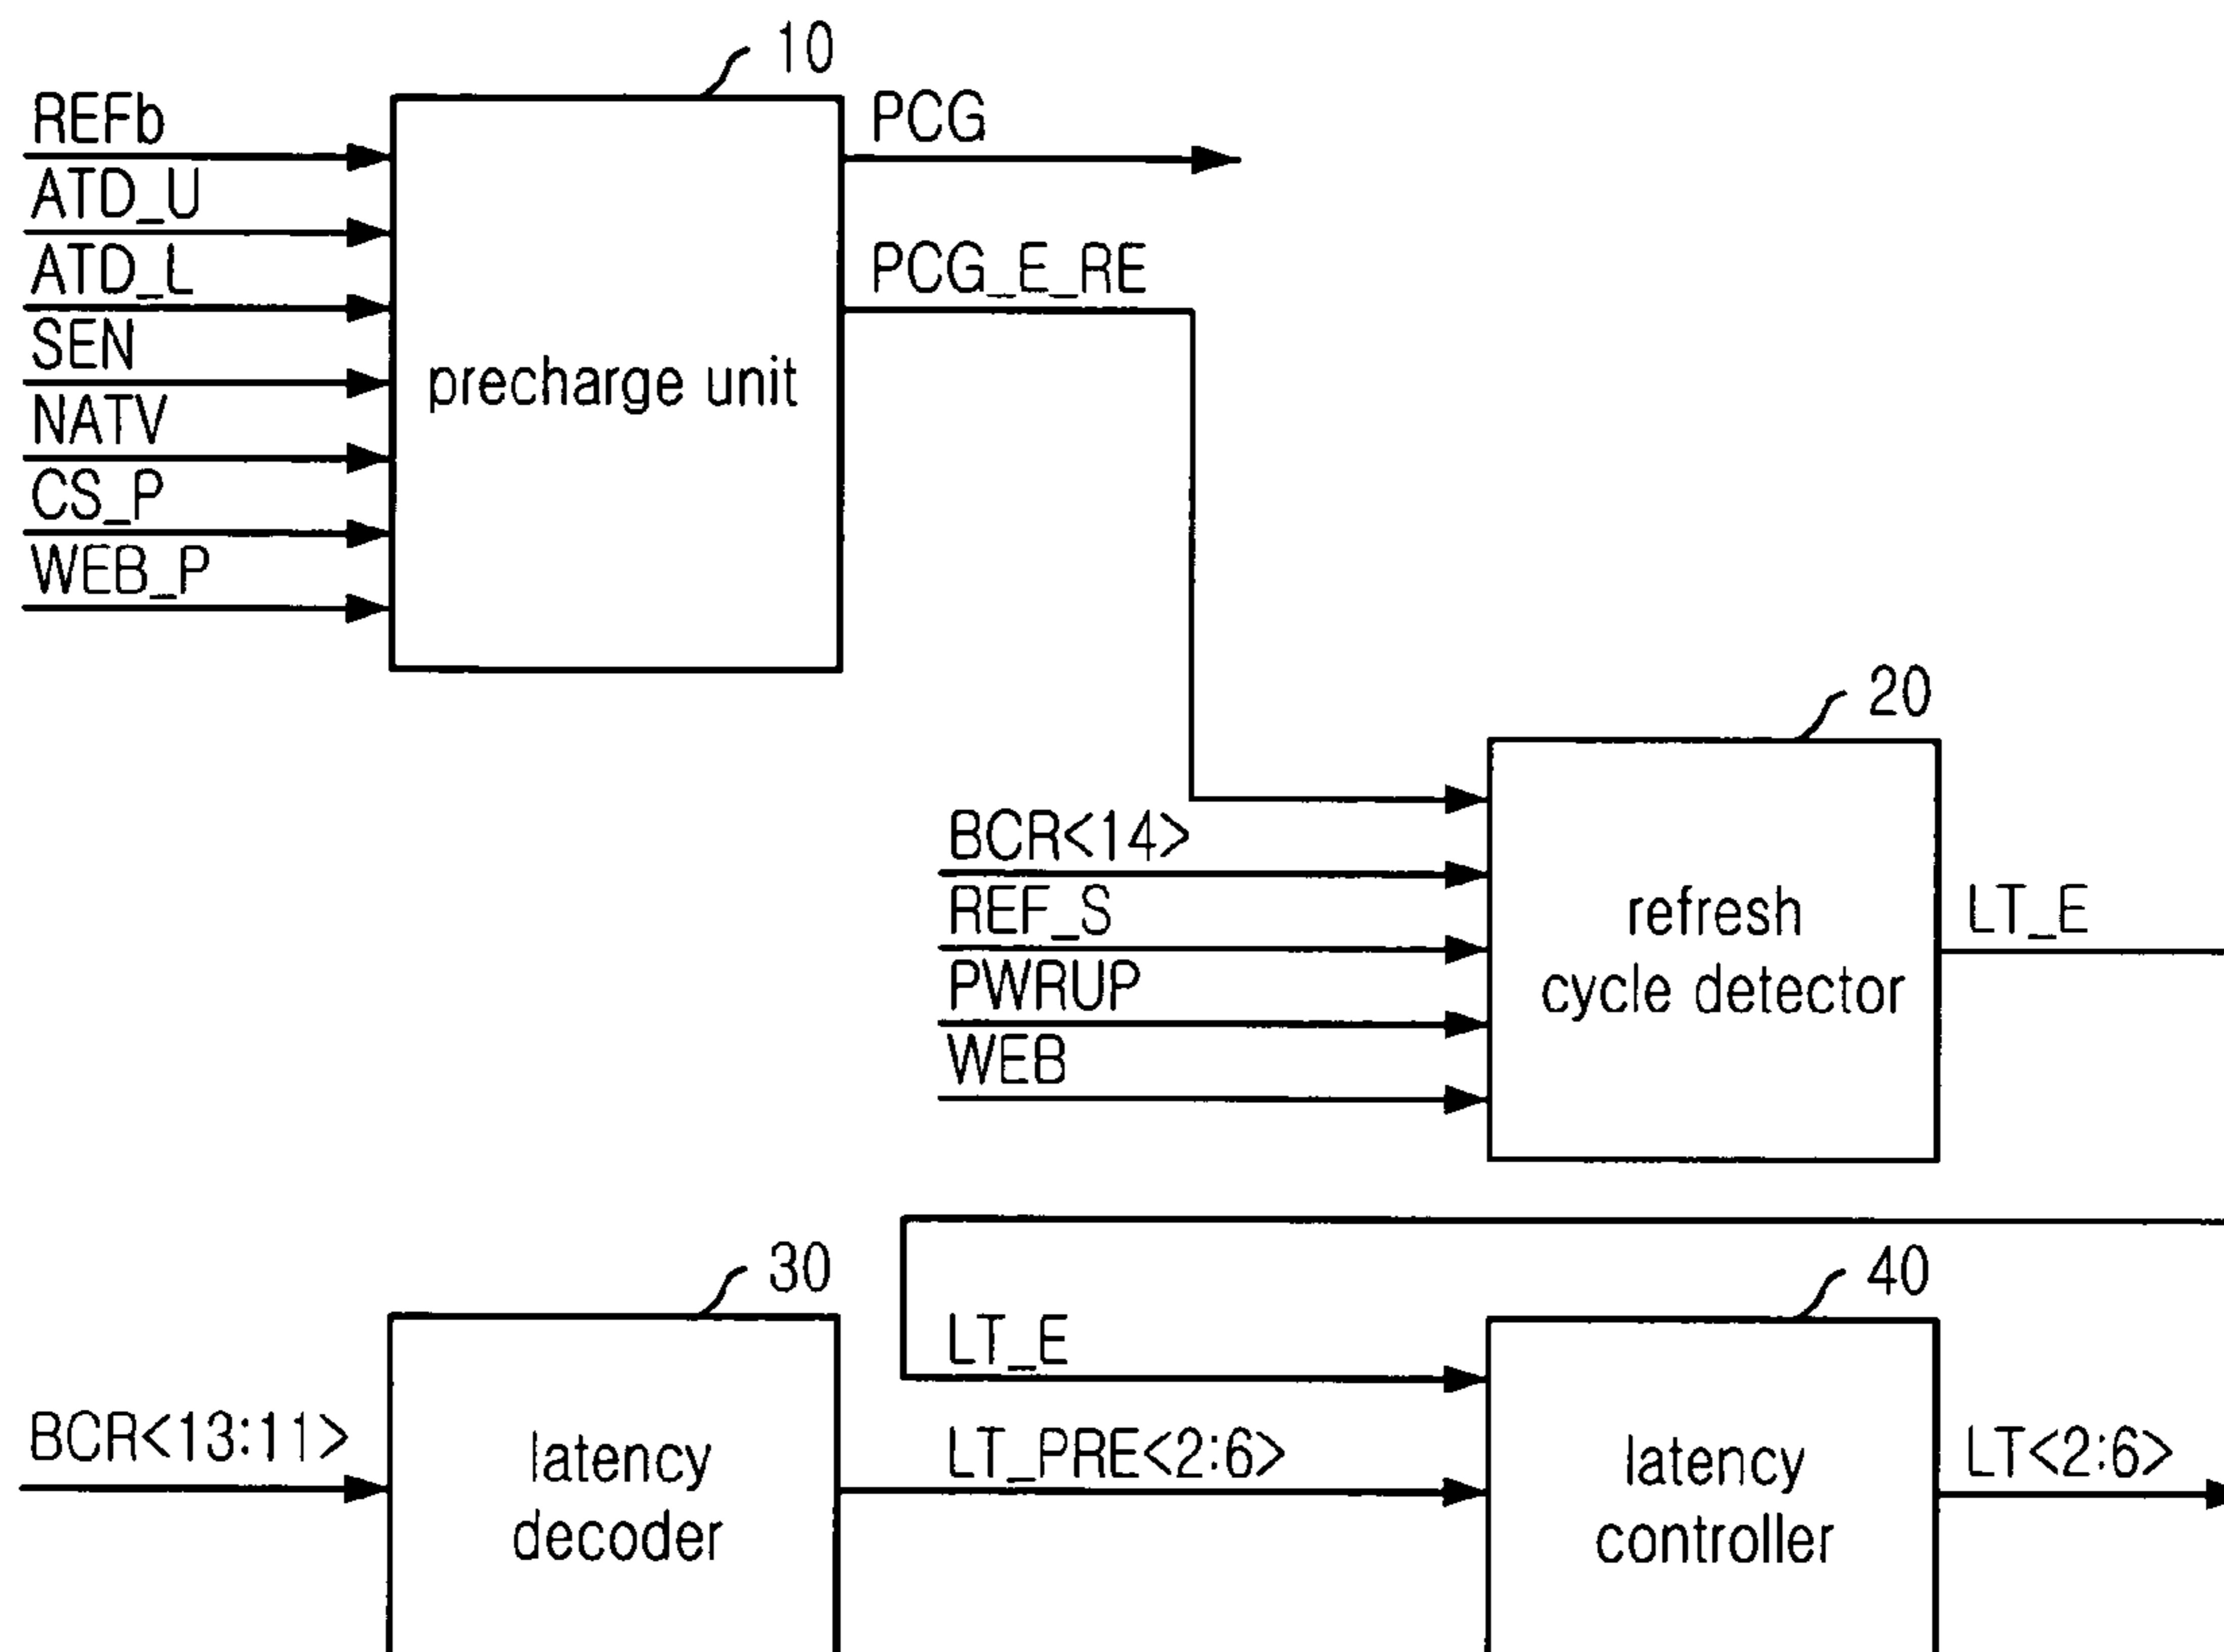 10
REFb
PCG
ATD_U
ATD_L
PCG_E_RE
SEN
precharge unit
NATV
CS_P
WEB_P
20
BCR<14>
REF_S
refresh
cycle detector
LT_E
PWRUP
WEB
30
40
LT_E
BCR<13:11>
latency
decoder
LT_PRE<2:6>
latency
controller
LT<2:6>